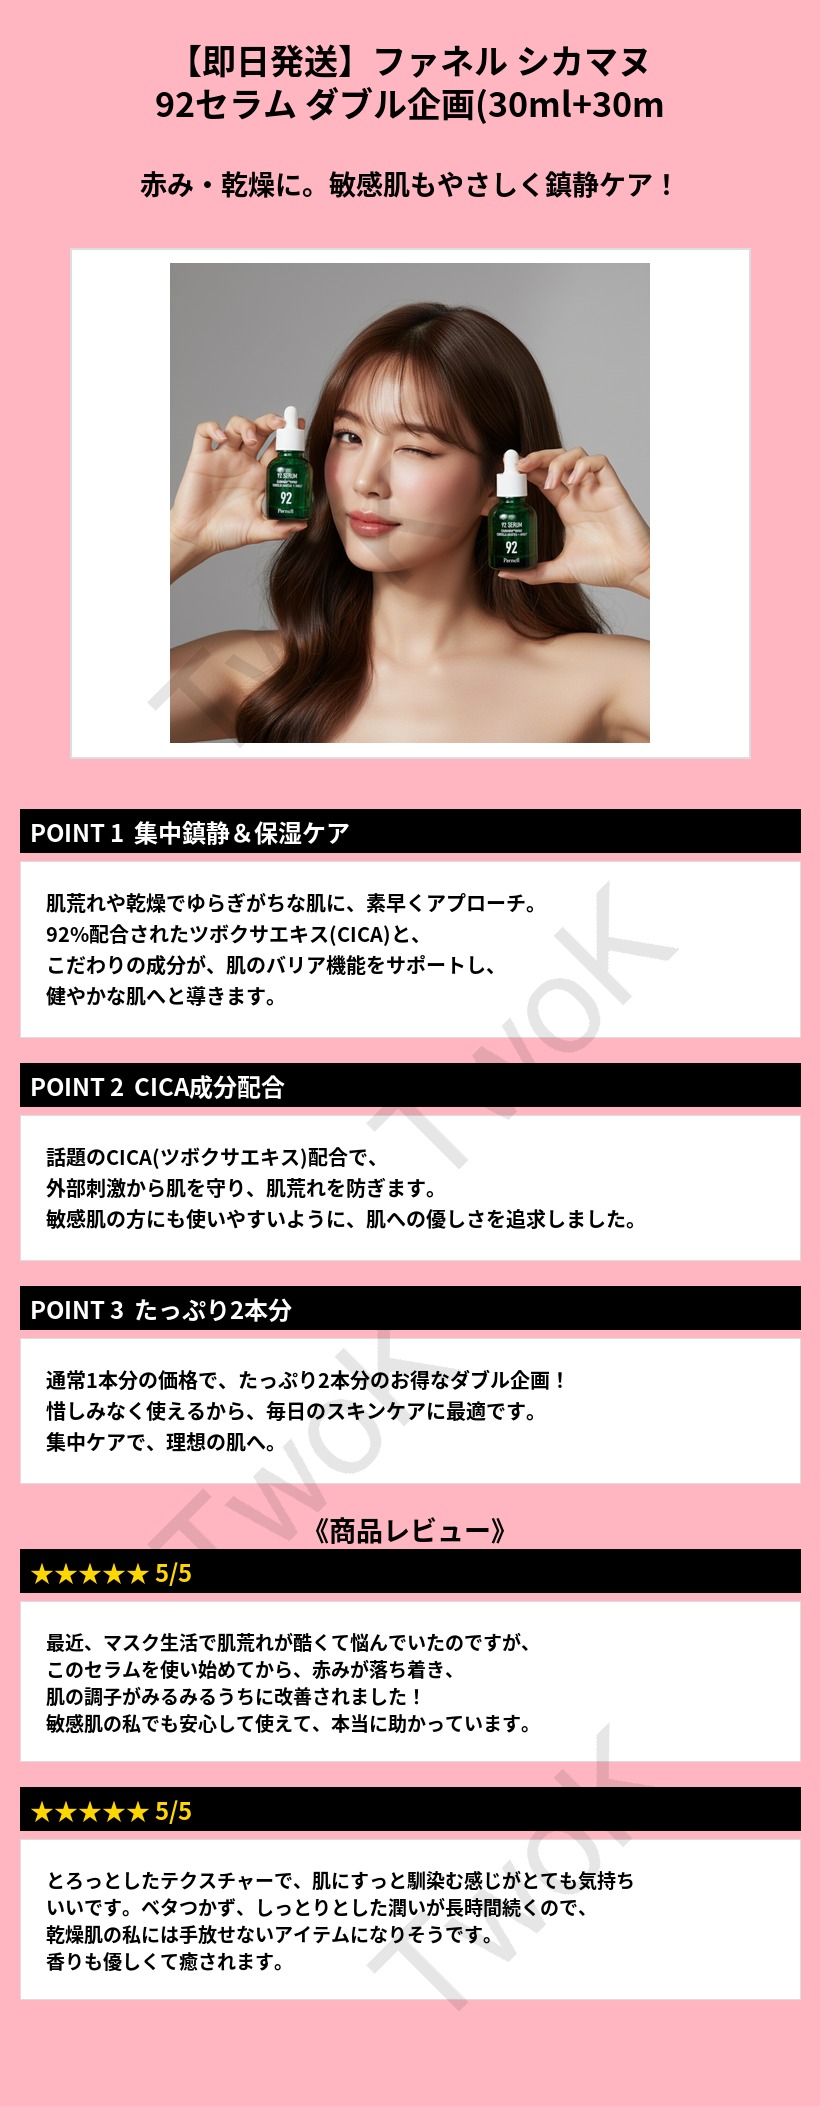 【即日発送】ファネル シカマヌ
92セラム ダブル企画(30ml+30m
赤み・乾燥に。敏感肌もやさしく鎮静ケア！
92 SERUM
92
Parnell
92 SERUM
92
Parnell
TwoK
POINT 1 集中鎮静＆保湿ケア
肌荒れや乾燥でゆらぎがちな肌に、素早くアプローチ。
92%配合されたツボクサエキス(CICA)と、
こだわりの成分が、肌のバリア機能をサポートし、
健やかな肌へと導きます。
TwoK
POINT 2 CICA成分配合
話題のCICA(ツボクサエキス)配合で、
外部刺激から肌を守り、肌荒れを防ぎます。
敏感肌の方にも使いやすいように、肌への優しさを追求しました。
POINT 3 たっぷり2本分
通常1本分の価格で、たっぷり2本分のお得なダブル企画！
惜しみなく使えるから、毎日のスキンケアに最適です。
集中ケアで、理想の肌へ。
TwoK
《商品レビュー》
★★★★★ 5/5
最近、マスク生活で肌荒れが酷くて悩んでいたのですが、
このセラムを使い始めてから、赤みが落ち着き、
肌の調子がみるみるうちに改善されました！
敏感肌の私でも安心して使えて、本当に助かっています。
★★★★★ 5/5
とろっとしたテクスチャーで、肌にすっと馴染む感じがとても気持ち
いいです。ベタつかず、しっとりとした潤いが長時間続くので、
乾燥肌の私には手放せないアイテムになりそうです。
香りも優しくて癒されます。
TwoK